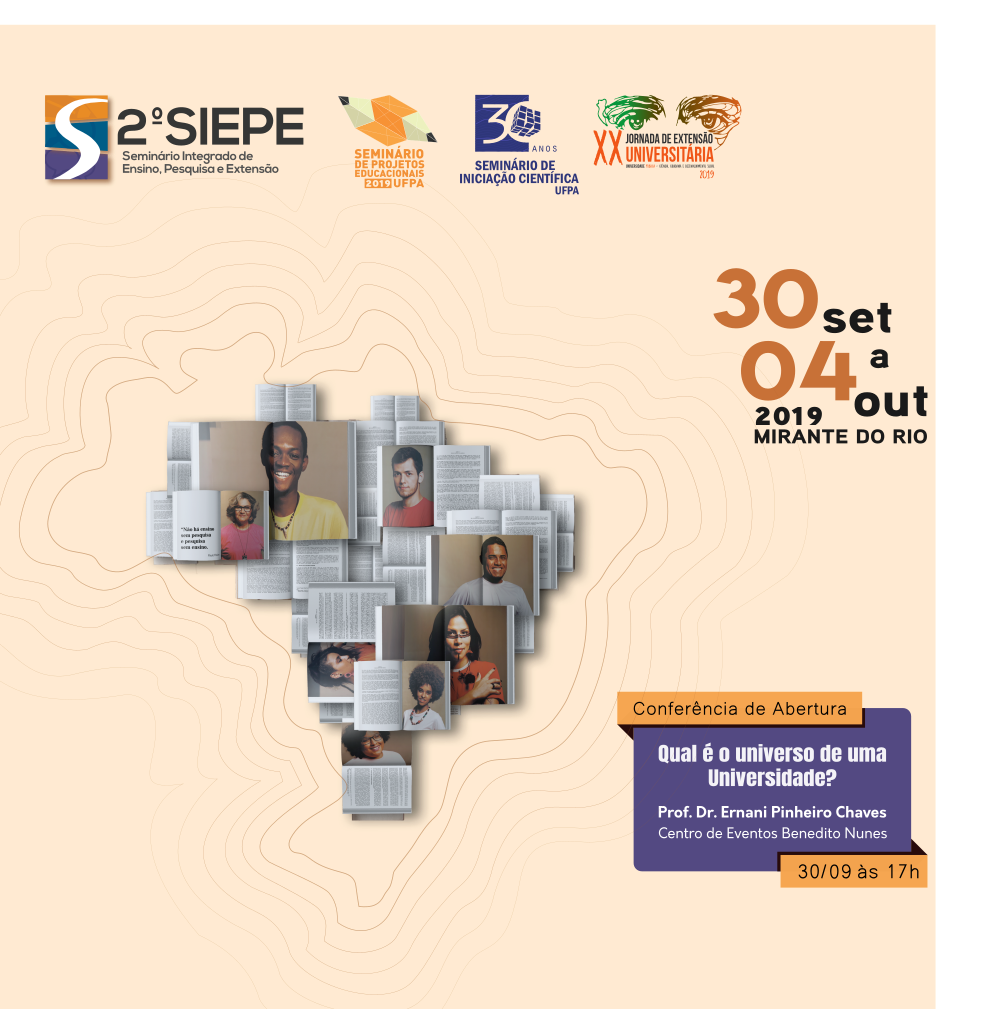 2º SIEPE
Seminário Integrado de
Ensino, Pesquisa e Extensão
SEMINÁRIO
DE PROJETOS
EDUCACIONAIS
2019 UFPA
30
ANOS
SEMINÁRIO DE
INICIAÇÃO CIENTÍFICA
UFPA
XX JORNADA DE EXTENSÃO
UNIVERSITÁRIA
2019
30 set
a
04 out
2019
MIRANTE DO RIO
"Não há ensino
sem pesquisa
e pesquisa
sem ensino.
Conferência de Abertura
Qual é o universo de uma
Universidade?
Prof. Dr. Ernani Pinheiro Chaves
Centro de Eventos Benedito Nunes
30/09 às 17h